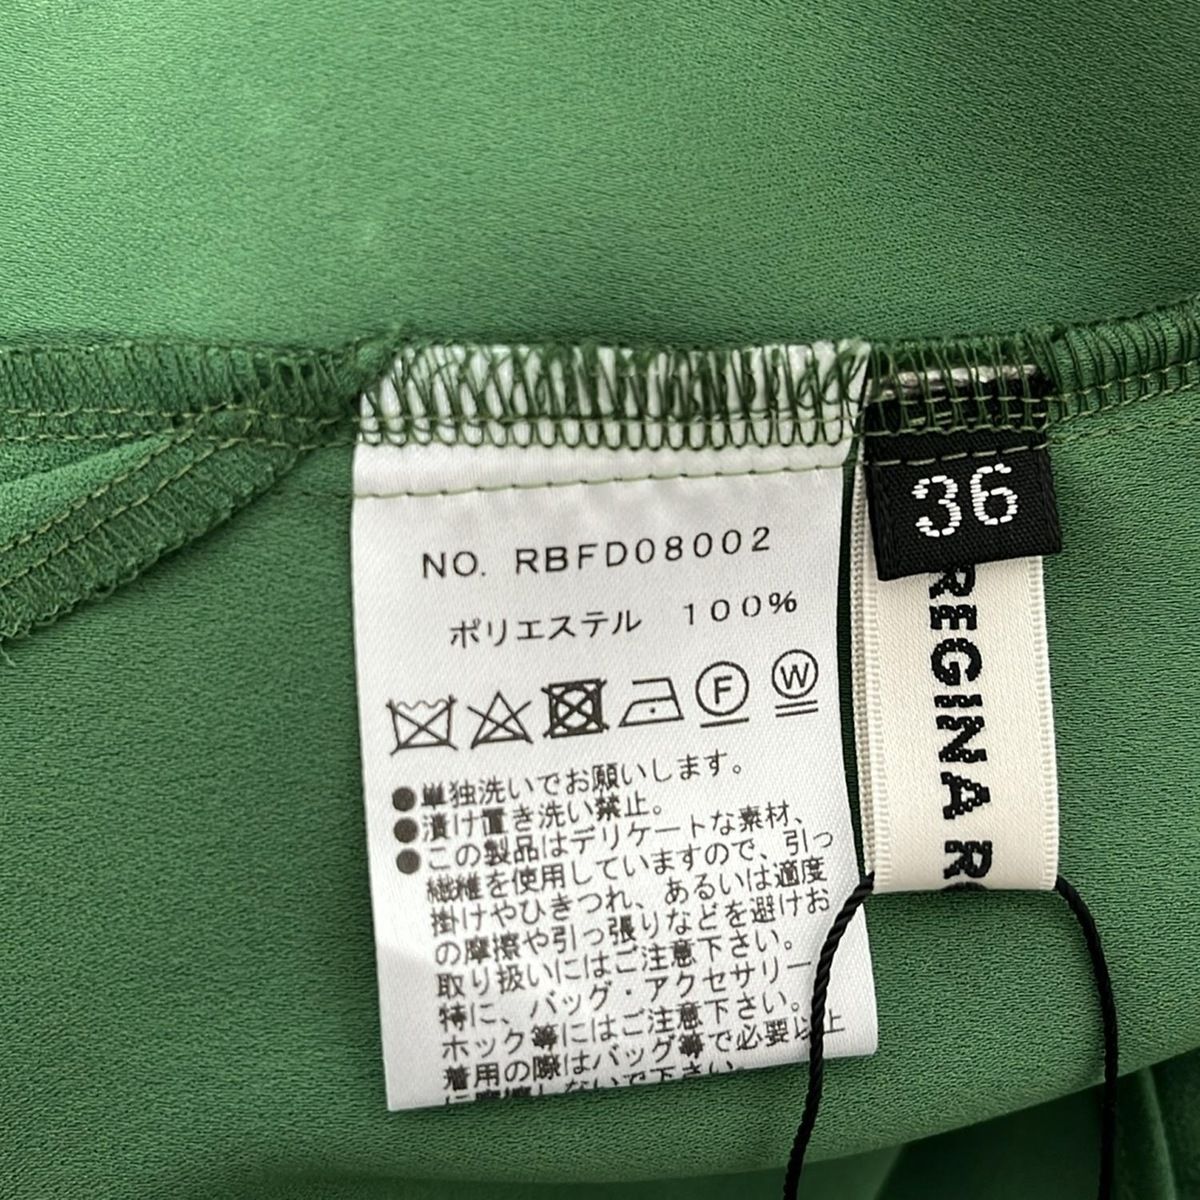 NO. RBFD08002
ポリエステル 100%
F
W
●単独洗いでお願いします。
●漬け置き洗い禁止。
●この製品はデリケートな素材、
繊維を使用していますので、引っ
掛けやひきつれ、あるいは適度
の摩擦や引っ張りなどを避けお
取り扱いにはご注意下さい。
特に、バッグ・アクセサリー
ホック等にはご注意下さい。
着用の際はバッグ等で必要以上
36
REGINA